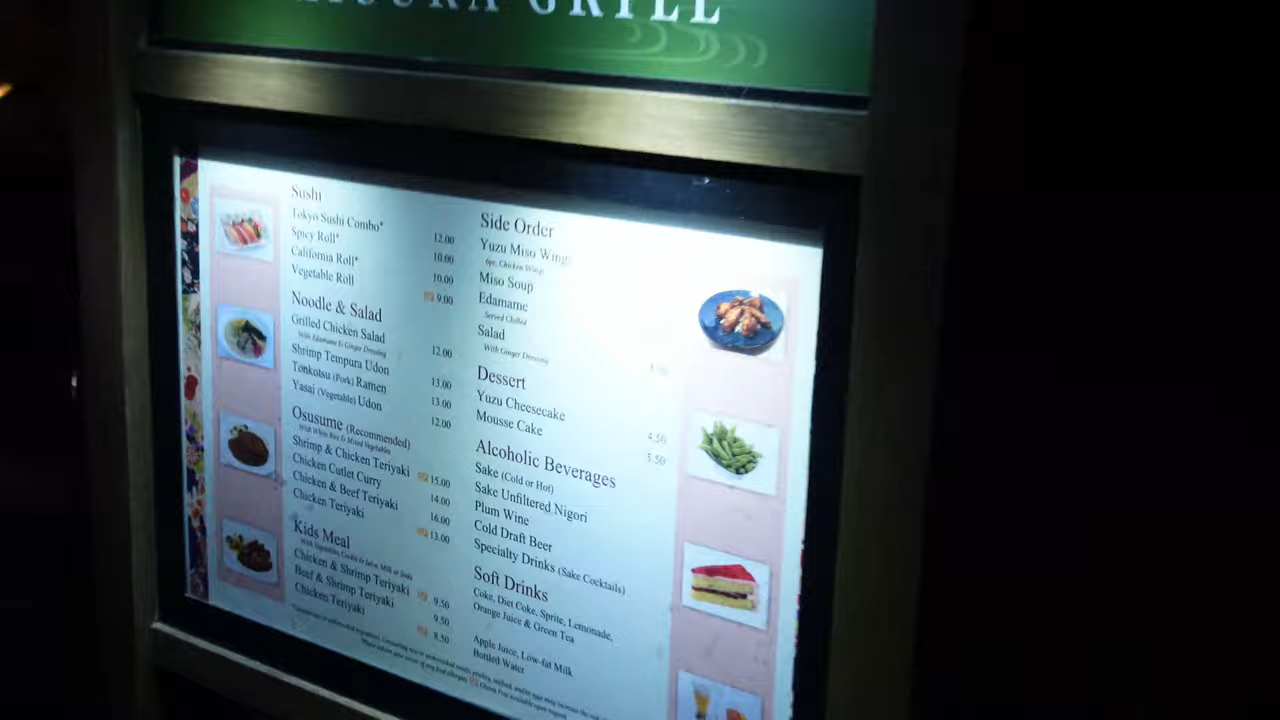 GRILL
Sushi
Tokyo Sushi Combo* 12.00
Spicy Roll* 10.00
California Roll* 10.00
Vegetable Roll 9.00
Noodle & Salad
Grilled Chicken Salad 12.00
With Edamame & Ginger Dressing
Shrimp Tempura Udon 13.00
Tonkotsu (Pork) Ramen 13.00
Yasai (Vegetable) Udon 12.00
Osusume (Recommended)
With White Rice & Mixed Vegetables
Shrimp & Chicken Teriyaki 15.00
Chicken Cutlet Curry 14.00
Chicken & Beef Teriyaki 16.00
Chicken Teriyaki 13.00
Kids Meal
With Vegetables, Cookie & Juice, Milk or Soda
Chicken & Shrimp Teriyaki 9.50
Beef & Shrimp Teriyaki 9.50
Chicken Teriyaki 8.50
Side Order
Yuzu Miso Wings
6pc. Chicken Wings
Miso Soup
Edamame
Served Chilled
Salad
With Ginger Dressing
Dessert
Yuzu Cheesecake 4.50
Mousse Cake 5.50
Alcoholic Beverages
Sake (Cold or Hot)
Sake Unfiltered Nigori
Plum Wine
Cold Draft Beer
Specialty Drinks (Sake Cocktails)
Soft Drinks
Coke, Diet Coke, Sprite, Lemonade,
Orange Juice & Green Tea
Apple Juice, Low-fat Milk
Bottled Water